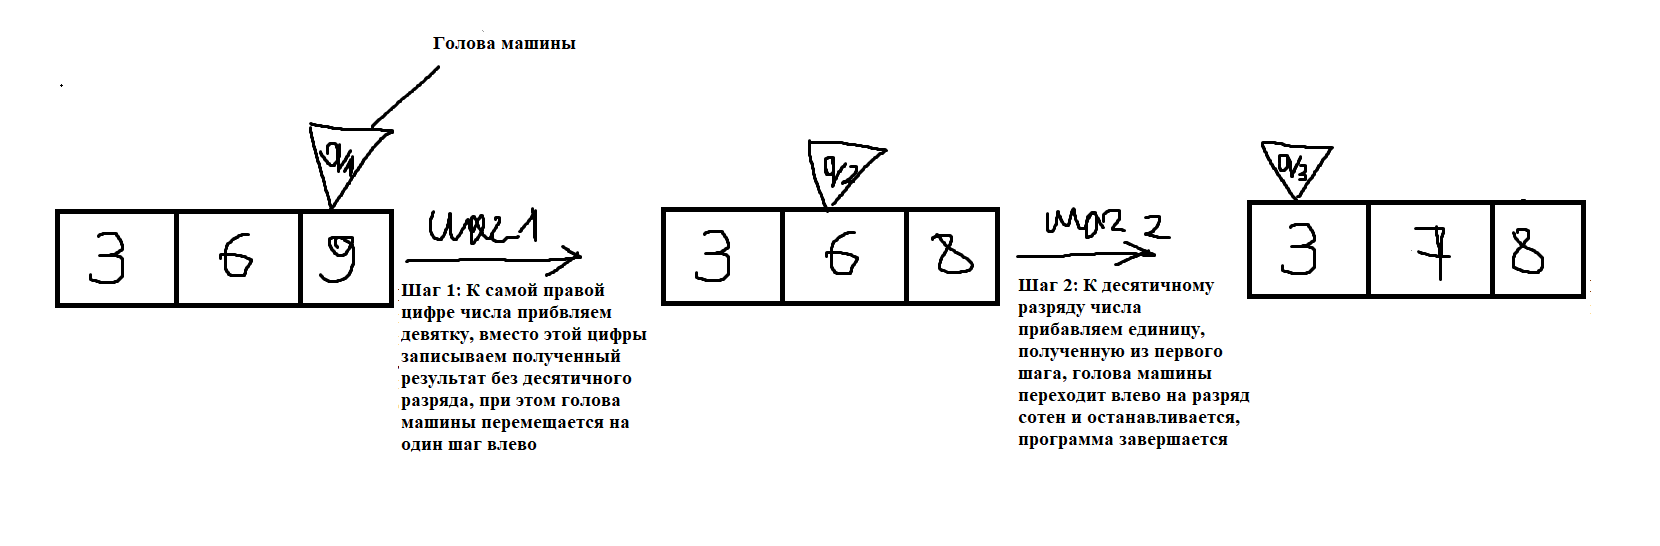 Голова машины
q1
3 6 9
шаг 1
Шаг 1: К самой правой
цифре числа прибвляем
девятку, вместо этой цифры
записываем полученный
результат без десятичного
разряда, при этом голова
машины перемещается на
один шаг влево
q2
3 6 8
шаг 2
Шаг 2: К десятичному
разряду числа
прибавляем единицу,
полученную из первого
шага, голова машины
переходит влево на разряд
сотен и останавливается,
программа завершается
q3
3 7 8